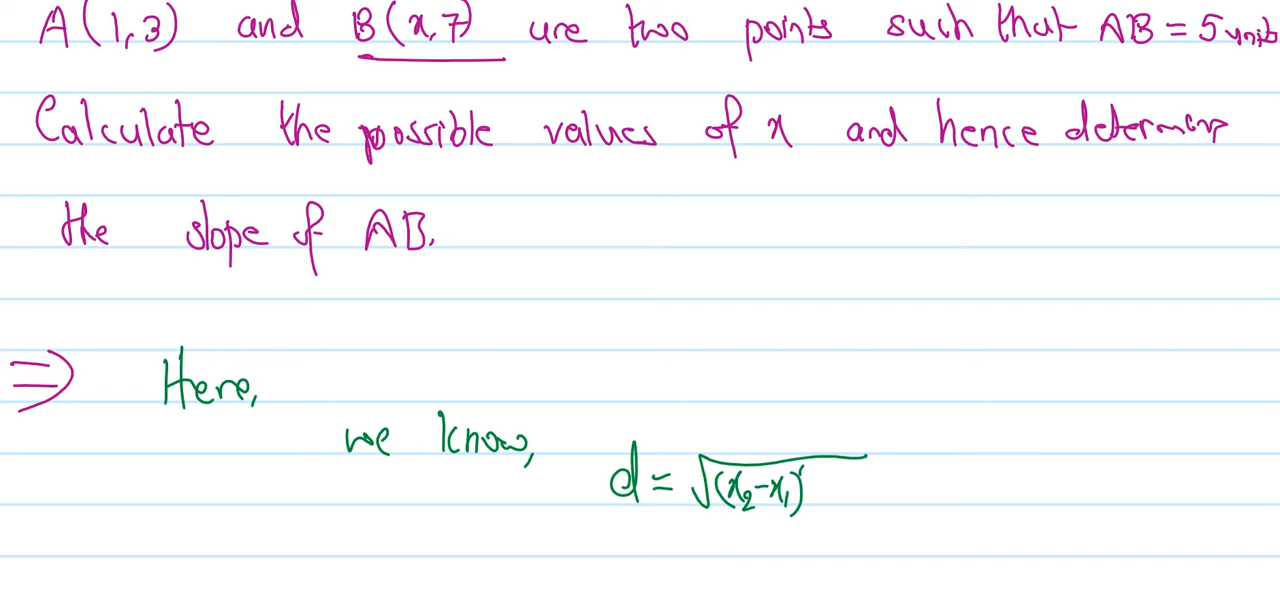 A(1,3) and B(x,7) are two points such that AB = 5 units
Calculate the possible values of x and hence determine
the slope of AB.
⇒ Here,
we know,
d = √(x₂-x₁)²